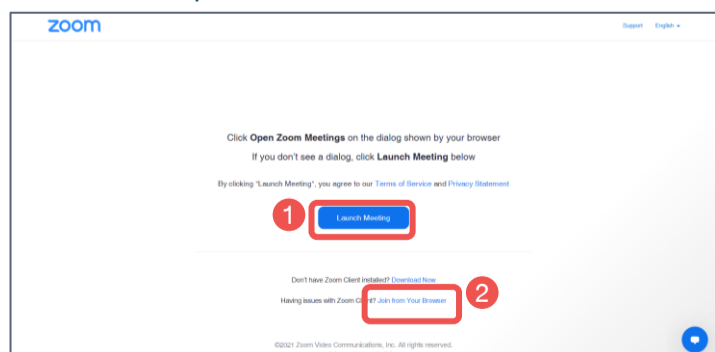 zoom
Support English
Click Open Zoom Meetings on the dialog shown by your browser
If you don't see a dialog, click Launch Meeting below
By clicking "Launch Meeting", you agree to our Terms of Service and Privacy Statement
1
Launch Meeting
Don't have Zoom Client installed? Download Now
Having issues with Zoom Client? Join from Your Browser
2
©2021 Zoom Video Communications, Inc. All rights reserved.